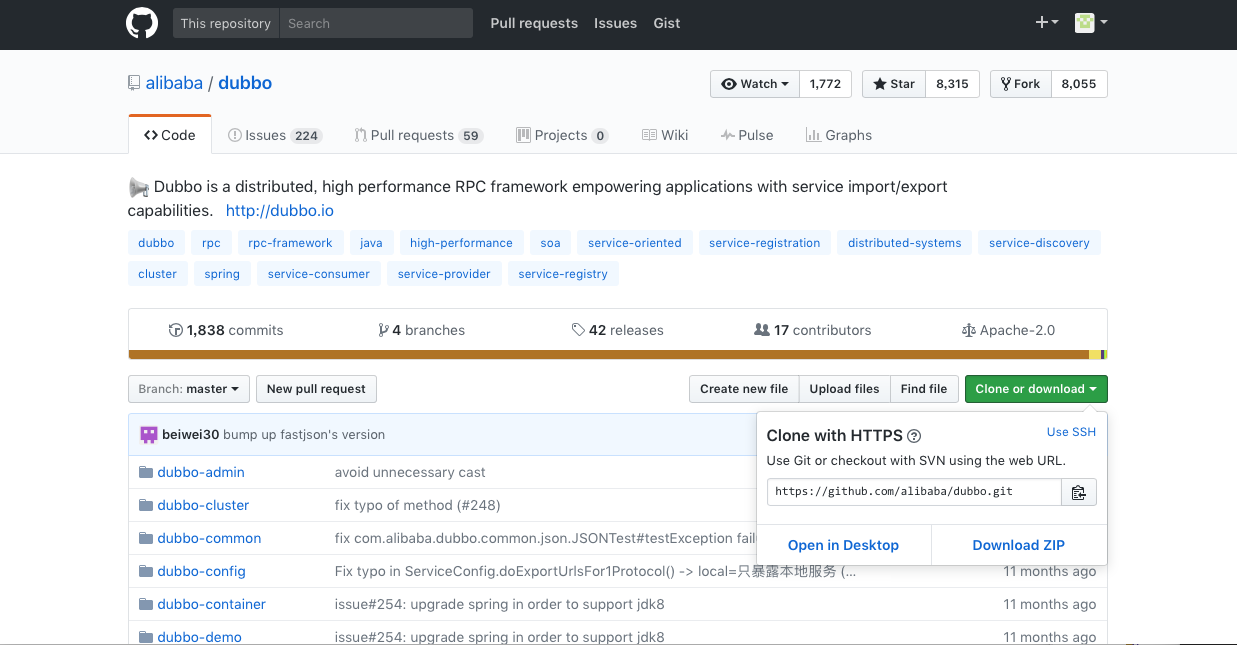 This repository Search Pull requests Issues Gist
alibaba / dubbo Watch 1,772 Star 8,315 Fork 8,055
Code Issues 224 Pull requests 59 Projects 0 Wiki Pulse Graphs
Dubbo is a distributed, high performance RPC framework empowering applications with service import/export
capabilities. http://dubbo.io
dubbo rpc rpc-framework java high-performance soa service-oriented service-registration distributed-systems service-discovery
cluster spring service-consumer service-provider service-registry
1,838 commits 4 branches 42 releases 17 contributors Apache-2.0
Branch: master New pull request Create new file Upload files Find file Clone or download
beiwei30 bump up fastjson's version
Clone with HTTPS Use SSH
Use Git or checkout with SVN using the web URL.
https://github.com/alibaba/dubbo.git
Open in Desktop Download ZIP
dubbo-admin avoid unnecessary cast
dubbo-cluster fix typo of method (#248)
dubbo-common fix com.alibaba.dubbo.common.json.JSONTest#testException
dubbo-config Fix typo in ServiceConfig.doExportUrlsFor1Protocol() -> local=只暴露本地服务 (... 11 months ago
dubbo-container issue#254: upgrade spring in order to support jdk8 11 months ago
dubbo-demo issue#254: upgrade spring in order to support jdk8 11 months ago